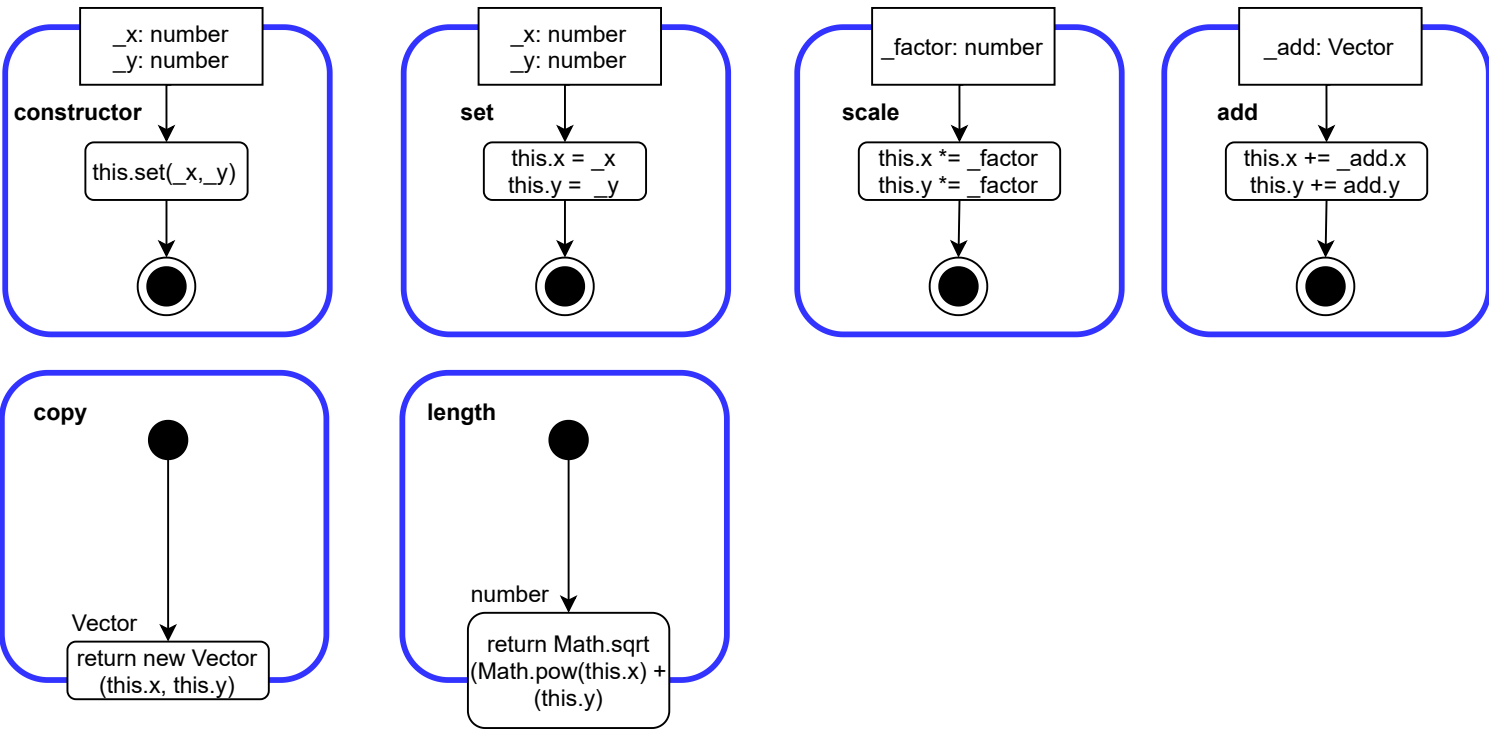 _x: number
_y: number
constructor
this.set(_x,_y)
_x: number
_y: number
set
this.x = _x
this.y = _y
_factor: number
scale
this.x *= _factor
this.y *= _factor
_add: Vector
add
this.x += _add.x
this.y += add.y
copy
Vector
return new Vector
(this.x, this.y)
length
number
return Math.sqrt
(Math.pow(this.x) +
(this.y)